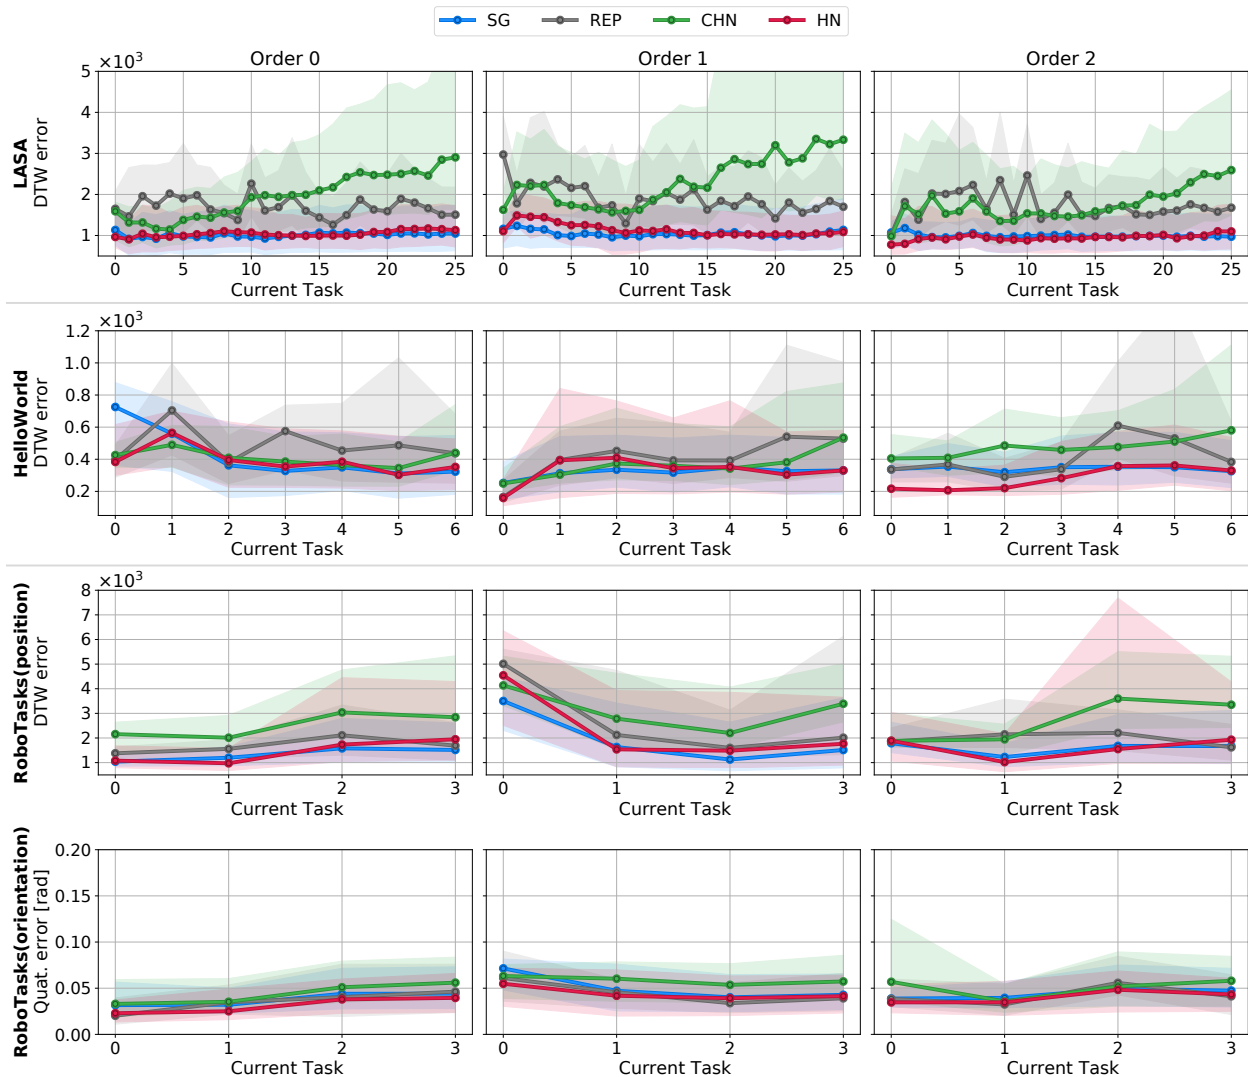 SG REP CHN HN
Order 0 Order 1 Order 2
×10³
LASA
DTW error
5
4
3
2
1
0 5 10 15 20 25
0 5 10 15 20 25
0 5 10 15 20 25
Current Task Current Task Current Task
×10³
HelloWorld
DTW error
1.2
1.0
0.8
0.6
0.4
0.2
0 1 2 3 4 5 6
0 1 2 3 4 5 6
0 1 2 3 4 5 6
Current Task Current Task Current Task
×10³
RoboTasks(position)
DTW error
8
7
6
5
4
3
2
1
0 1 2 3
0 1 2 3
0 1 2 3
Current Task Current Task Current Task
RoboTasks(orientation)
Quat. error [rad]
0.20
0.15
0.10
0.05
0.00
0 1 2 3
0 1 2 3
0 1 2 3
Current Task Current Task Current Task